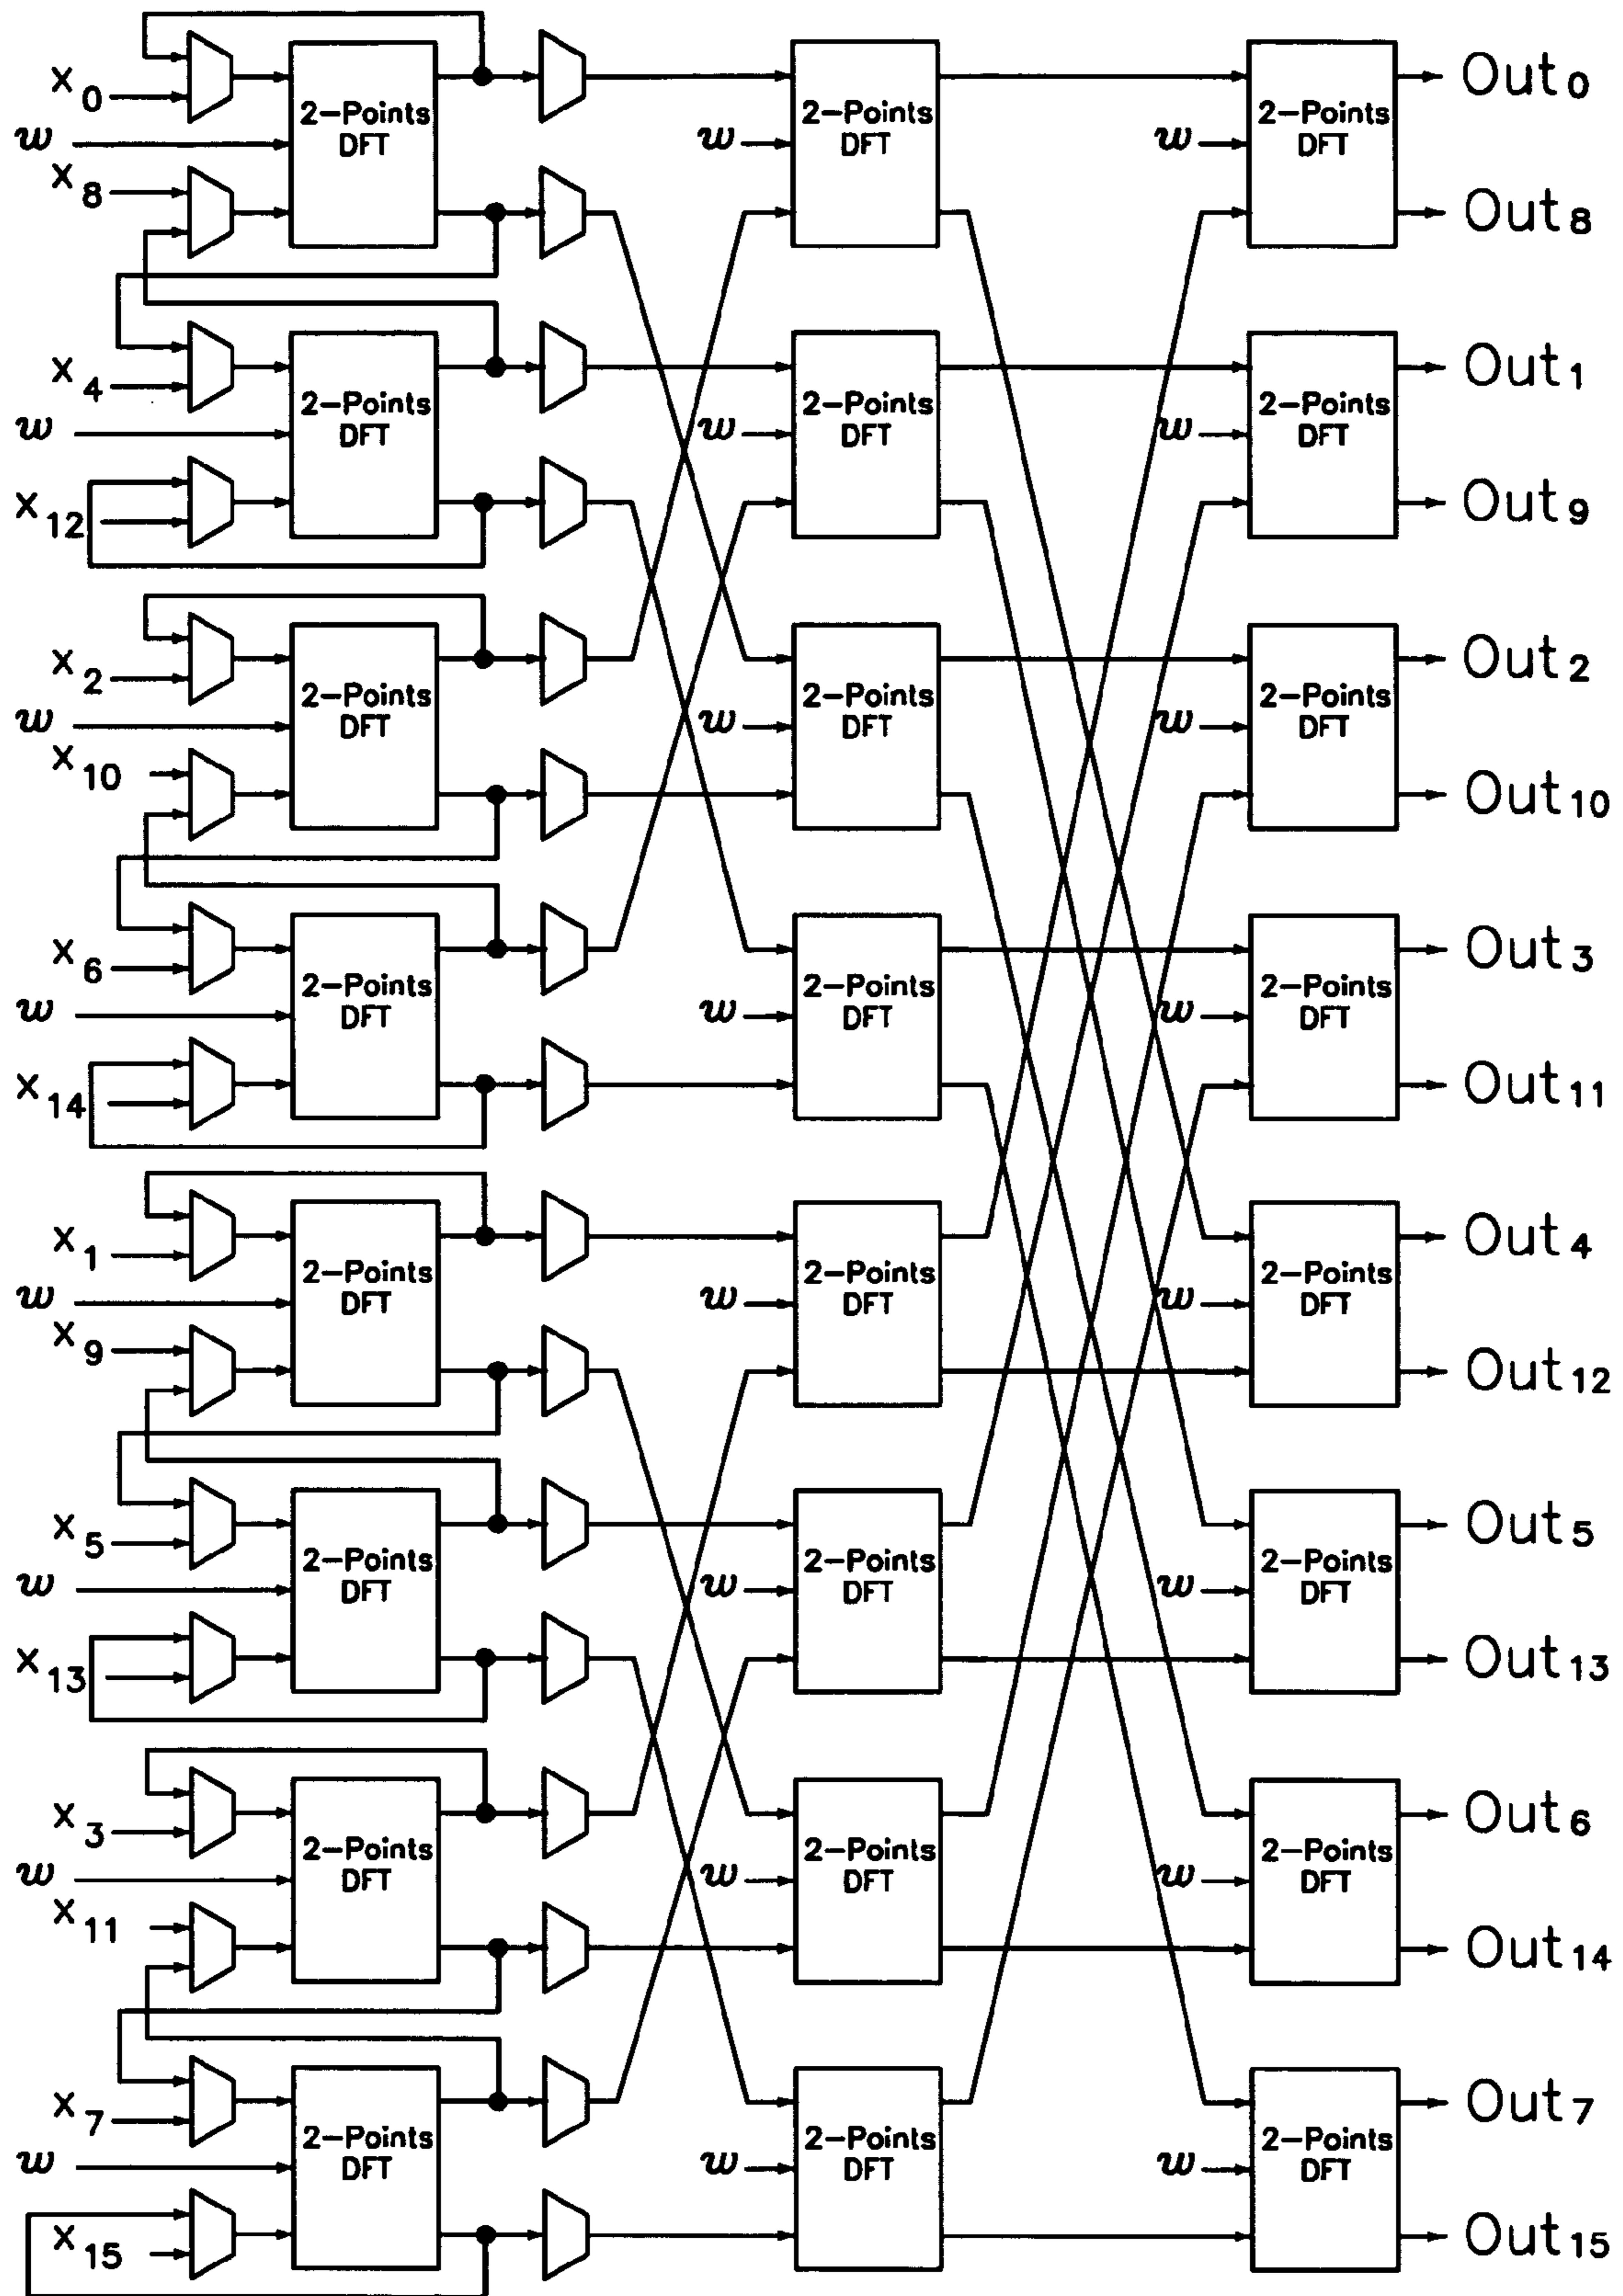 x₀
w
x₈
2-Points DFT
w
2-Points DFT
w
2-Points DFT
Out₀
Out₈
x₄
w
x₁₂
2-Points DFT
w
2-Points DFT
w
2-Points DFT
Out₁
Out₉
x₂
w
x₁₀
2-Points DFT
w
2-Points DFT
w
2-Points DFT
Out₂
Out₁₀
x₆
w
x₁₄
2-Points DFT
w
2-Points DFT
w
2-Points DFT
Out₃
Out₁₁
x₁
w
x₉
2-Points DFT
w
2-Points DFT
w
2-Points DFT
Out₄
Out₁₂
x₅
w
x₁₃
2-Points DFT
w
2-Points DFT
w
2-Points DFT
Out₅
Out₁₃
x₃
w
x₁₁
2-Points DFT
w
2-Points DFT
w
2-Points DFT
Out₆
Out₁₄
x₇
w
x₁₅
2-Points DFT
w
2-Points DFT
w
2-Points DFT
Out₇
Out₁₅